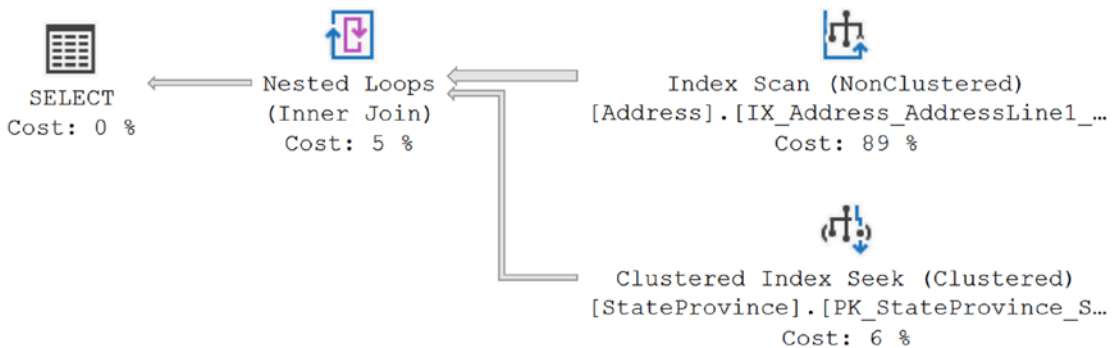 SELECT
Cost: 0 %
Nested Loops
(Inner Join)
Cost: 5 %
Index Scan (NonClustered)
[Address].[IX_Address_AddressLine1_…
Cost: 89 %
Clustered Index Seek (Clustered)
[StateProvince].[PK_StateProvince_S…
Cost: 6 %